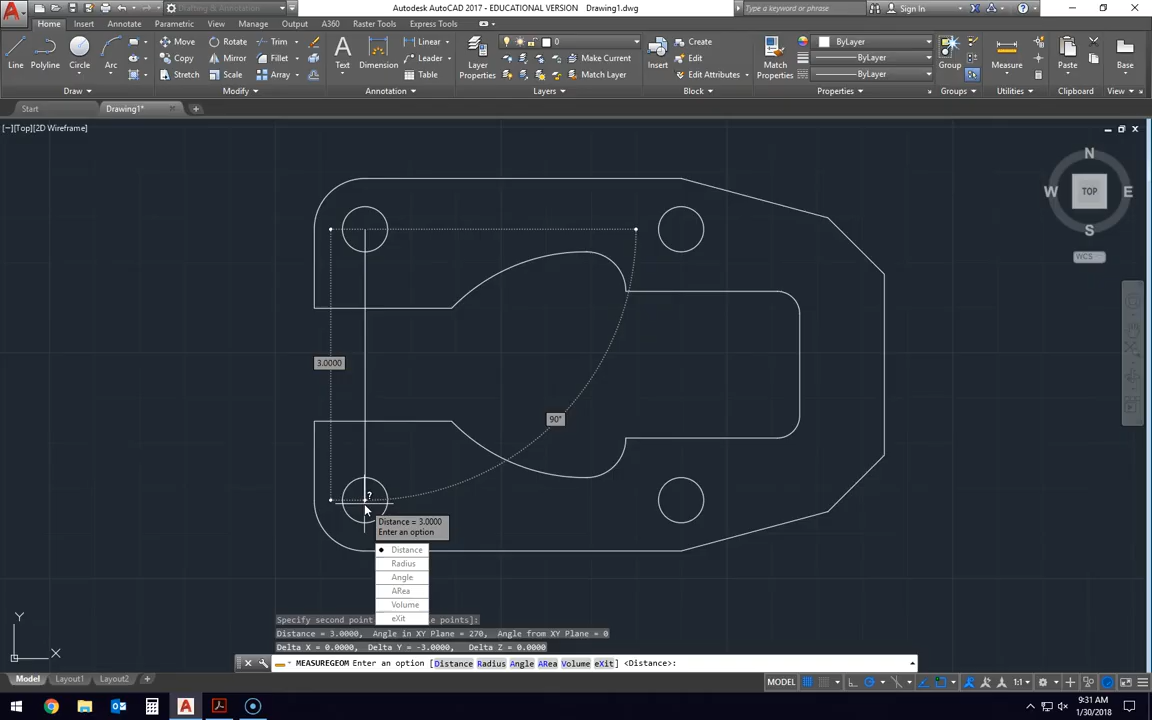 Drafting & Annotation
Autodesk AutoCAD 2017 - EDUCATIONAL VERSION Drawing1.dwg
Type a keyword or phrase
Sign In
Home Insert Annotate Parametric View Manage Output A360 Raster Tools Express Tools
Line Polyline Circle Arc
Move Rotate Trim
Copy Mirror Fillet
Stretch Scale Array
Text Dimension
Linear
Leader
Table
Layer Properties
0
Make Current
Match Layer
Insert
Create
Edit
Edit Attributes
Match Properties
ByLayer
ByLayer
ByLayer
Group
Measure
Paste
Base
Draw Modify Annotation Layers Block Properties Groups Utilities Clipboard View
Start Drawing1*
[−][Top][2D Wireframe]
N
W TOP E
S
WCS
3.0000
90°
?
Distance = 3.0000
Enter an option
Distance
Radius
Angle
ARea
Volume
eXit
Specify second point
points]:
Distance = 3.0000, Angle in XY Plane = 270, Angle from XY Plane = 0
Delta X = 0.0000, Delta Y = -3.0000, Delta Z = 0.0000
MEASUREGEOM Enter an option [Distance Radius Angle ARea Volume eXit] <Distance>:
Y
X
Model Layout1 Layout2 +
MODEL
1:1
9:31 AM
1/30/2018